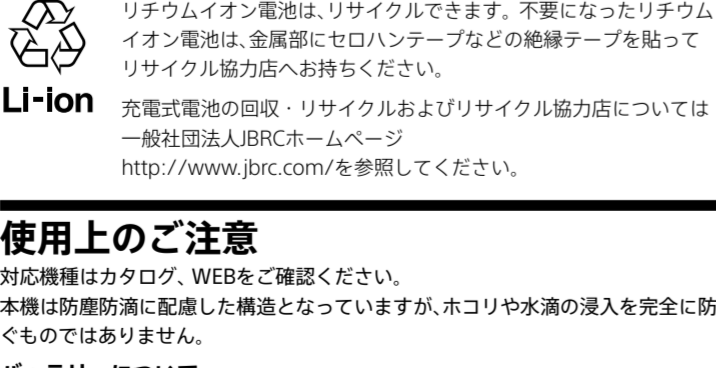 リチウムイオン電池は、リサイクルできます。不要になったリチウム
イオン電池は、金属部にセロハンテープなどの絶縁テープを貼って
リサイクル協力店へお持ちください。
Li-ion
充電式電池の回収・リサイクルおよびリサイクル協力店については
一般社団法人JBRCホームページ
http://www.jbrc.com/を参照してください。
使用上のご注意
対応機種はカタログ、WEBをご確認ください。
本機は防塵防滴に配慮した構造となっていますが、ホコリや水滴の浸入を完全に防
ぐものではありません。